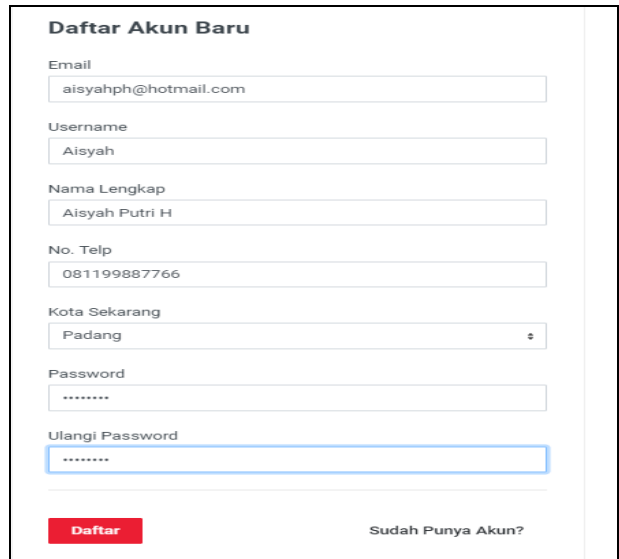 Daftar Akun Baru
Email
aisyahph@hotmail.com
Username
Aisyah
Nama Lengkap
Aisyah Putri H
No. Telp
081199887766
Kota Sekarang
Padang
Password
••••••••
Ulangi Password
••••••••
Daftar Sudah Punya Akun?